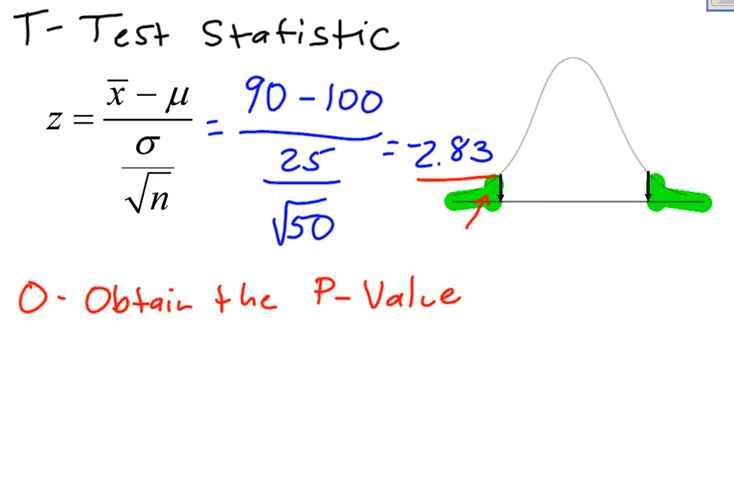 T- Test Statistic
z = (x̄ − μ) / (σ / √n) = (90 − 100) / (25 / √50) = -2.83
O- Obtain the P-Value